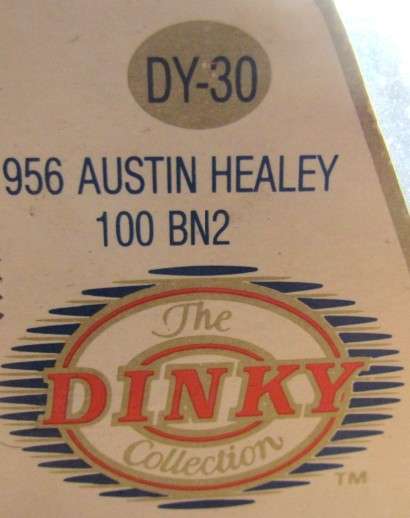 DY-30
956 AUSTIN HEALEY
100 BN2
The
DINKY
Collection
TM